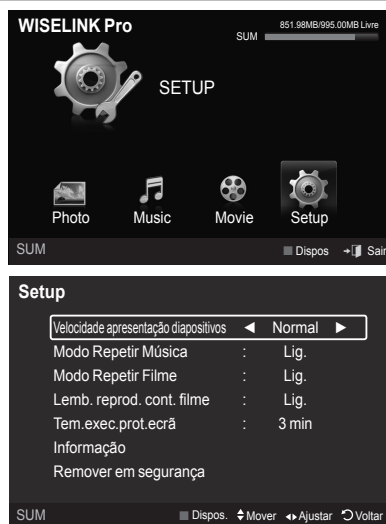 WISELINK Pro
851.98MB/995.00MB Livre
SUM
SETUP
Photo Music Movie Setup
SUM Dispos Sair
Setup
Velocidade apresentação diapositivos ◀ Normal ▶
Modo Repetir Música : Lig.
Modo Repetir Filme : Lig.
Lemb. reprod. cont. filme : Lig.
Tem.exec.prot.ecrã : 3 min
Informação
Remover em segurança
SUM Dispos. Mover Ajustar Voltar